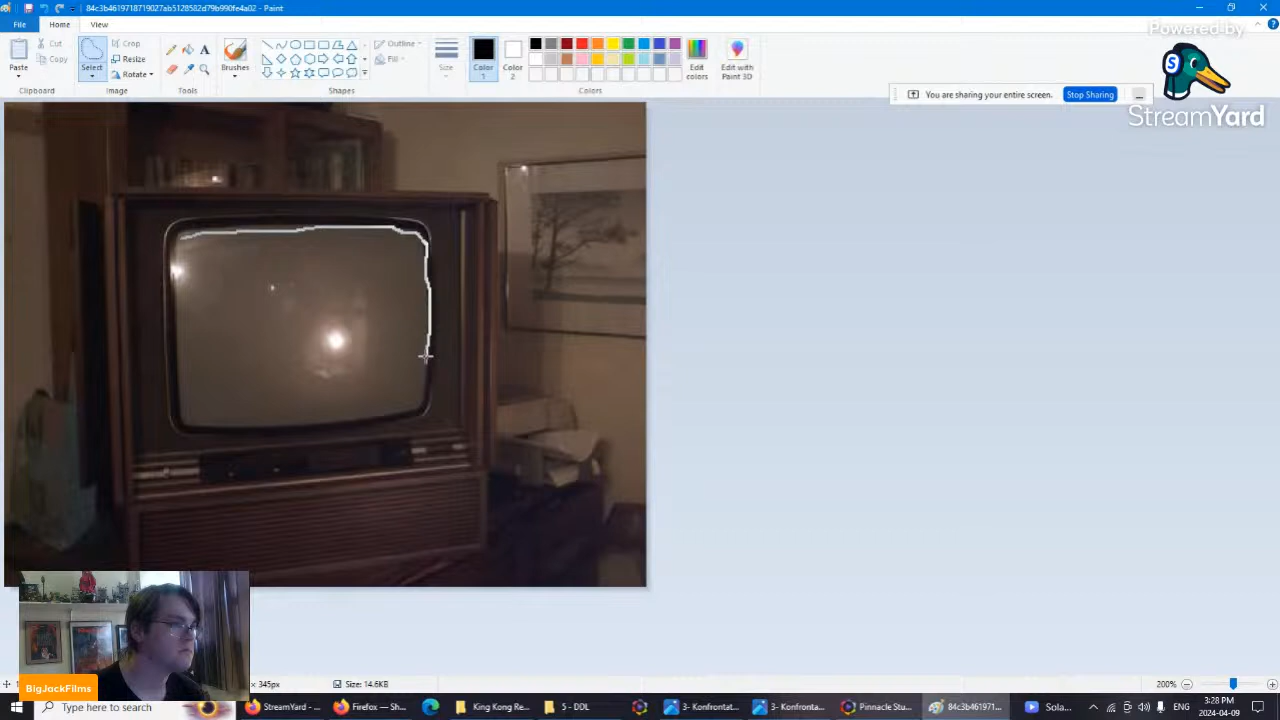 84c3b4619718719027ab5128582d79b990fe4a02 - Paint
File
Home
View
Paste
Cut
Copy
Clipboard
Select
Crop
Resize
Rotate
Image
A
Tools
Brushes
Outline
Fill
Shapes
Size
Color
1
Color
2
Edit
colors
Edit with
Paint 3D
Colors
Powered by
S
StreamYard
You are sharing your entire screen.
Stop Sharing
BigJackFilms
× 345px
Size: 14.6KB
200%
Type here to search
StreamYard -...
Firefox — Sh...
King Kong Re...
5 - DDL
3- Konfronta...
3- Konfronta...
Pinnacle Stu...
84c3b461971...
Sola...
3:28 PM
2024-04-09